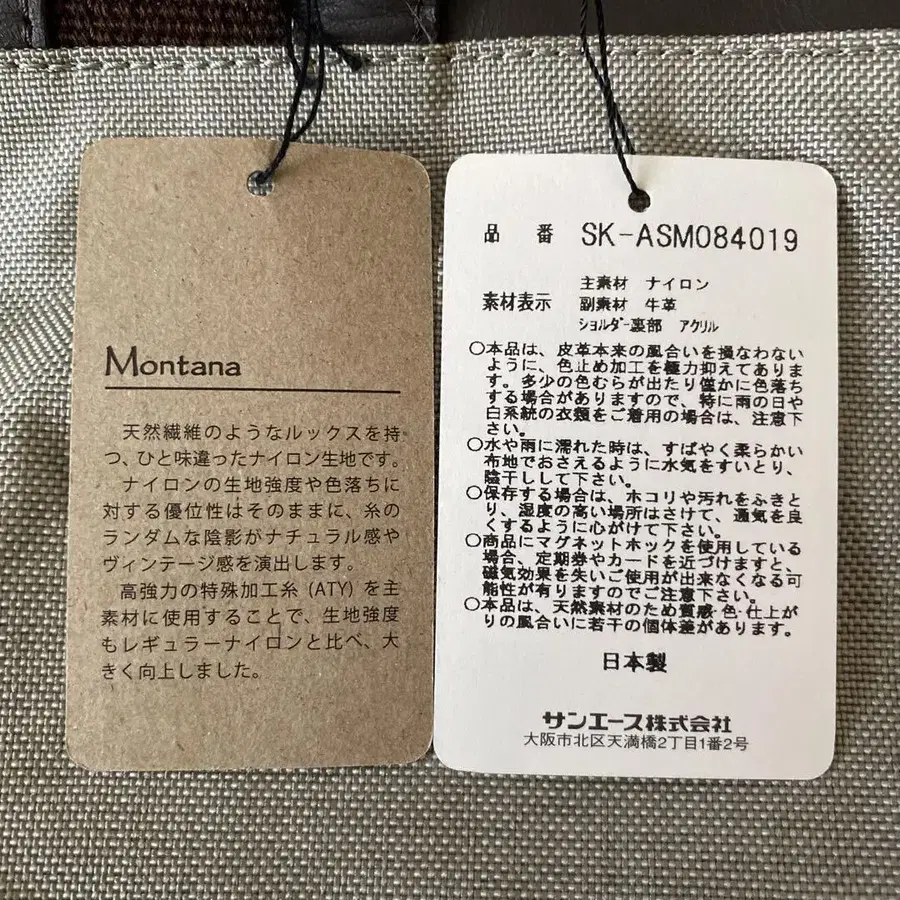 Montana
天然繊維のようなルックスを持
つ、ひと味違ったナイロン生地です。
ナイロンの生地強度や色落ちに
対する優位性はそのままに、糸の
ランダムな陰影がナチュラル感や
ヴィンテージ感を演出します。
高強力の特殊加工糸 (ATY) を主
素材に使用することで、生地強度
もレギュラーナイロンと比べ、大
きく向上しました。
品 番 SK-ASM084019
素材表示
主素材 ナイロン
副素材 牛革
ショルダー裏部 アクリル
○本品は、皮革本来の風合いを損なわない
ように、色止め加工を極力抑えてありま
す。多少の色むらが出たり僅かに色落ち
する場合がありますので、特に雨の日や
白系統の衣類をご着用の場合は、注意下
さい。
○水や雨に濡れた時は、すばやく柔らかい
布地でおさえるように水気をすいとり、
陰干しして下さい。
○保存する場合は、ホコリや汚れをふきと
り、湿度の高い場所はさけて、通気を良
くするように心がけて下さい。
○商品にマグネットホックを使用している
場合、定期券やカードを近づけますと、
磁気効果を失いご使用が出来なくなる可
能性が有りますのでご注意下さい。
○本品は、天然素材のため質感・色・仕上が
りの風合いに若干の個体差があります。
日本製
サンエース株式会社
大阪市北区天満橋2丁目1番2号